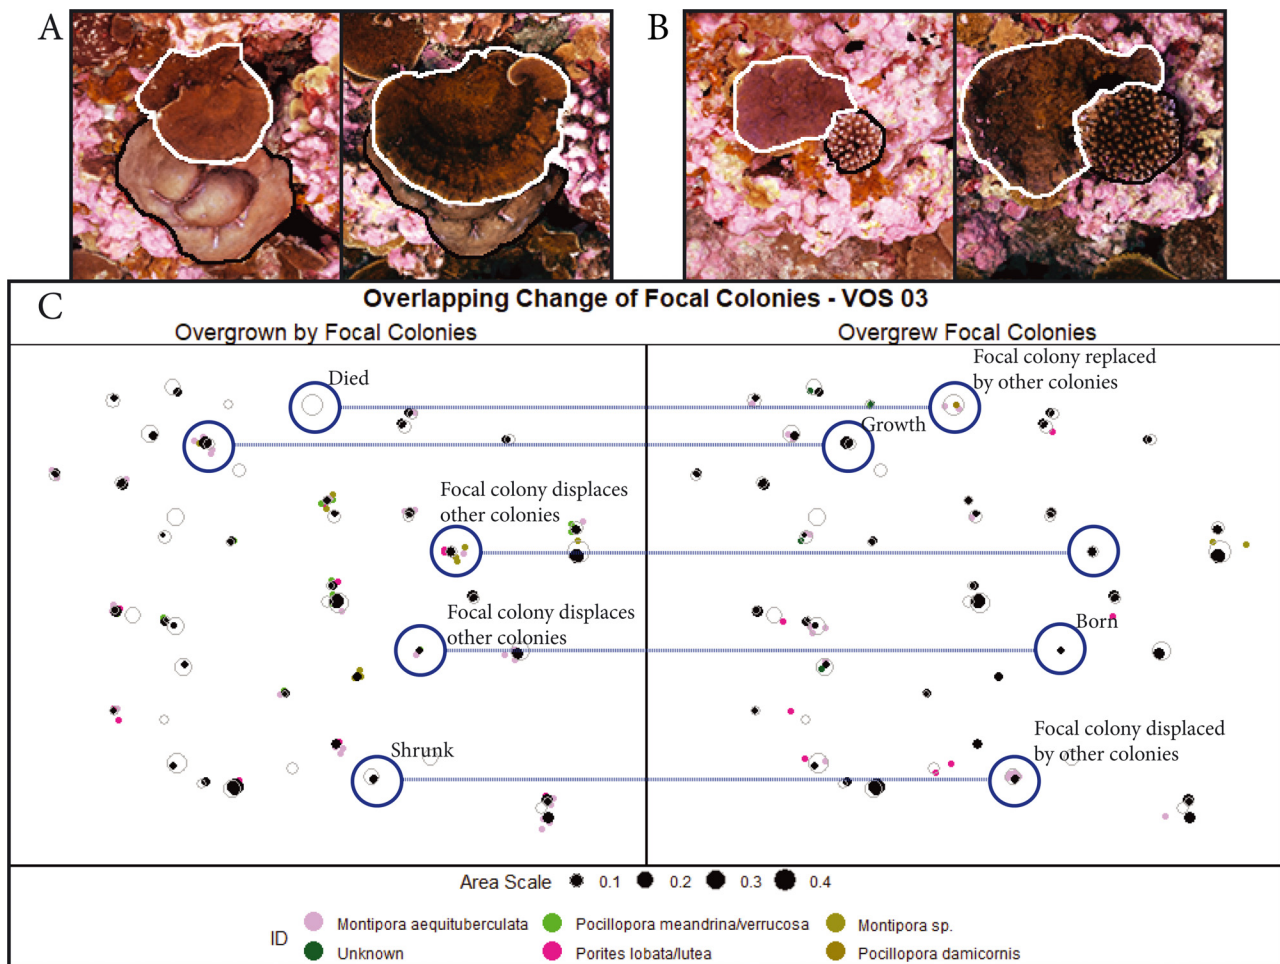 A
B
C
Overlapping Change of Focal Colonies - VOS 03
Overgrown by Focal Colonies
Overgrew Focal Colonies
Died
Focal colony replaced
by other colonies
Growth
Focal colony displaces
other colonies
Focal colony displaces
other colonies
Born
Shrunk
Focal colony displaced
by other colonies
Area Scale 0.1 0.2 0.3 0.4
ID
Montipora aequituberculata
Pocillopora meandrina/verrucosa
Montipora sp.
Unknown
Porites lobata/lutea
Pocillopora damicornis